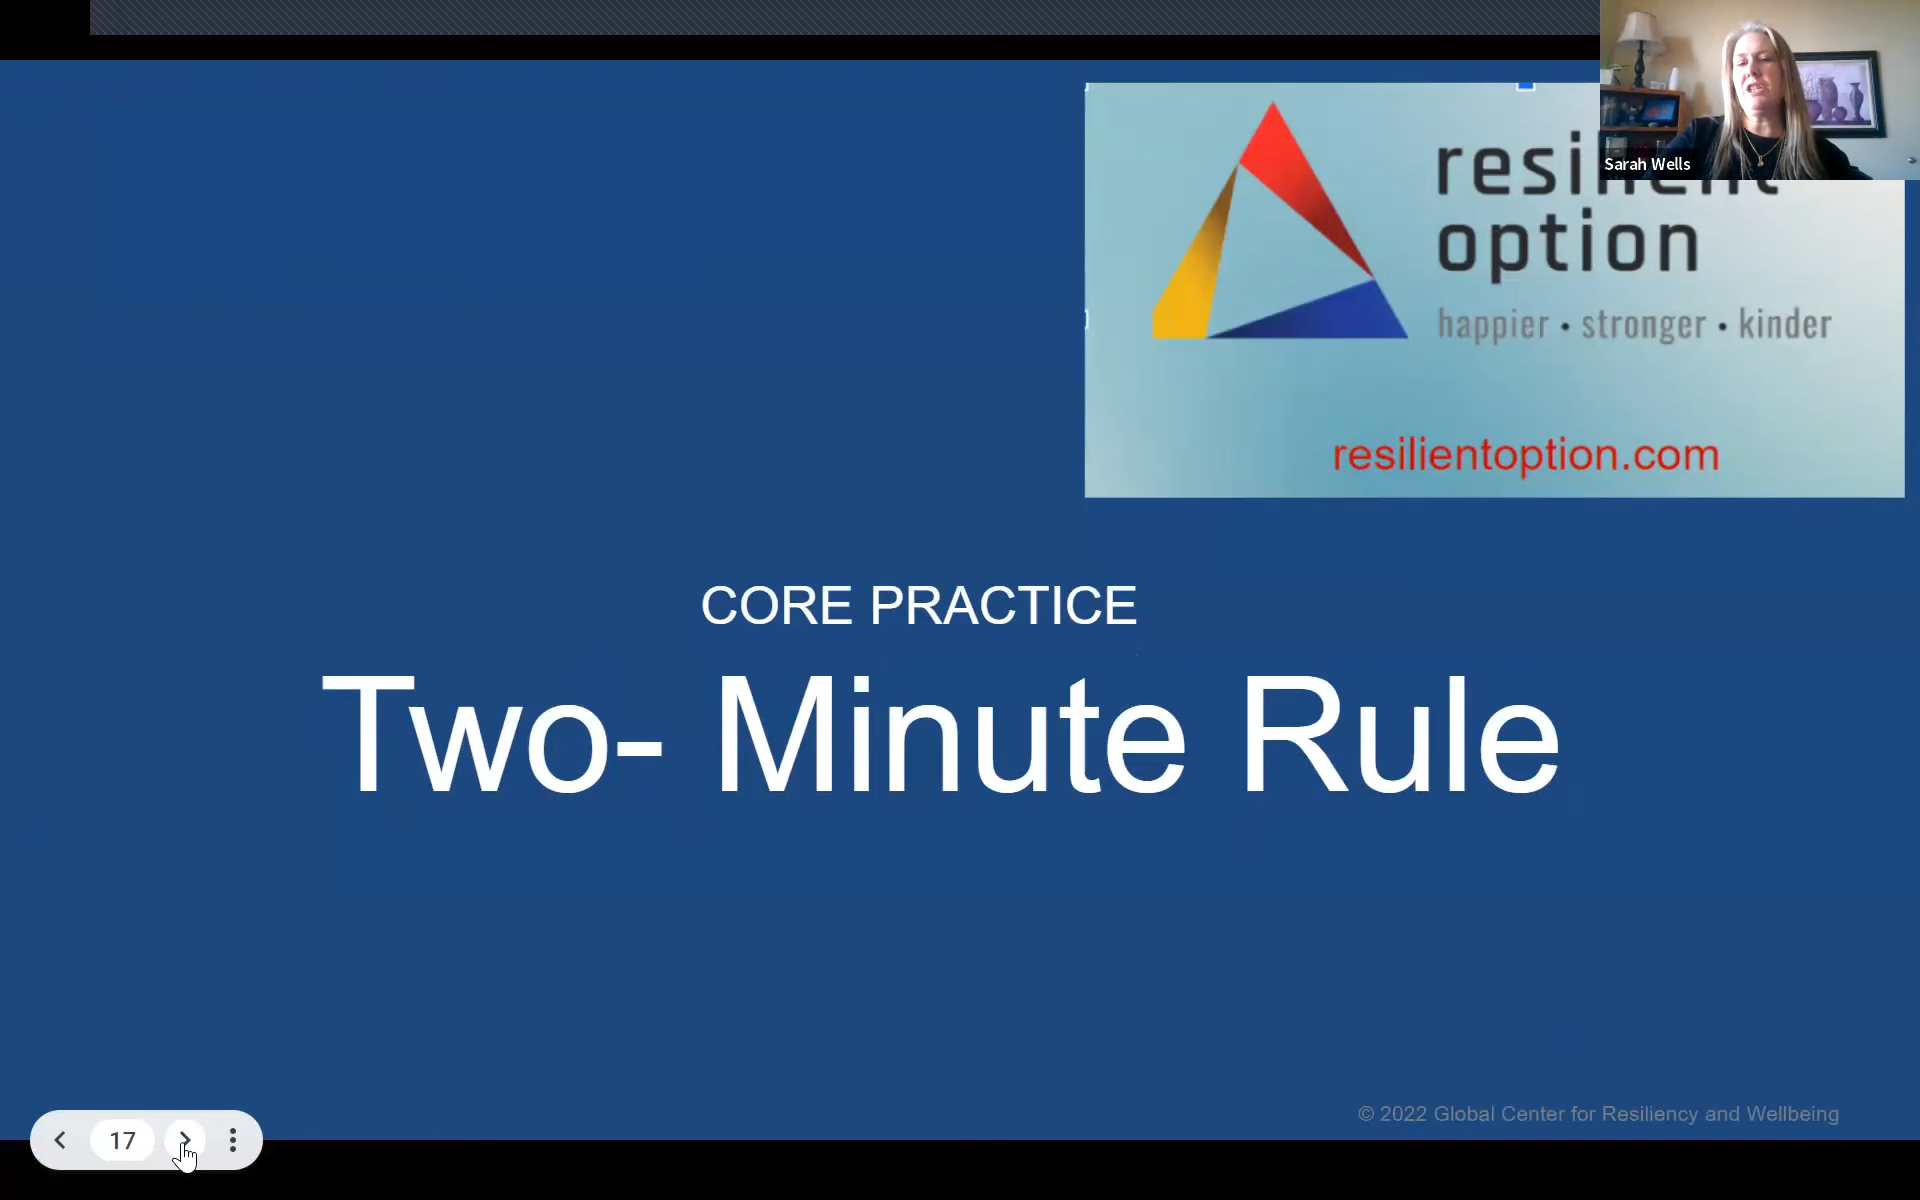 Sarah Wells
resilient
option
happier • stronger • kinder
resilientoption.com
CORE PRACTICE
Two- Minute Rule
© 2022 Global Center for Resiliency and Wellbeing
17